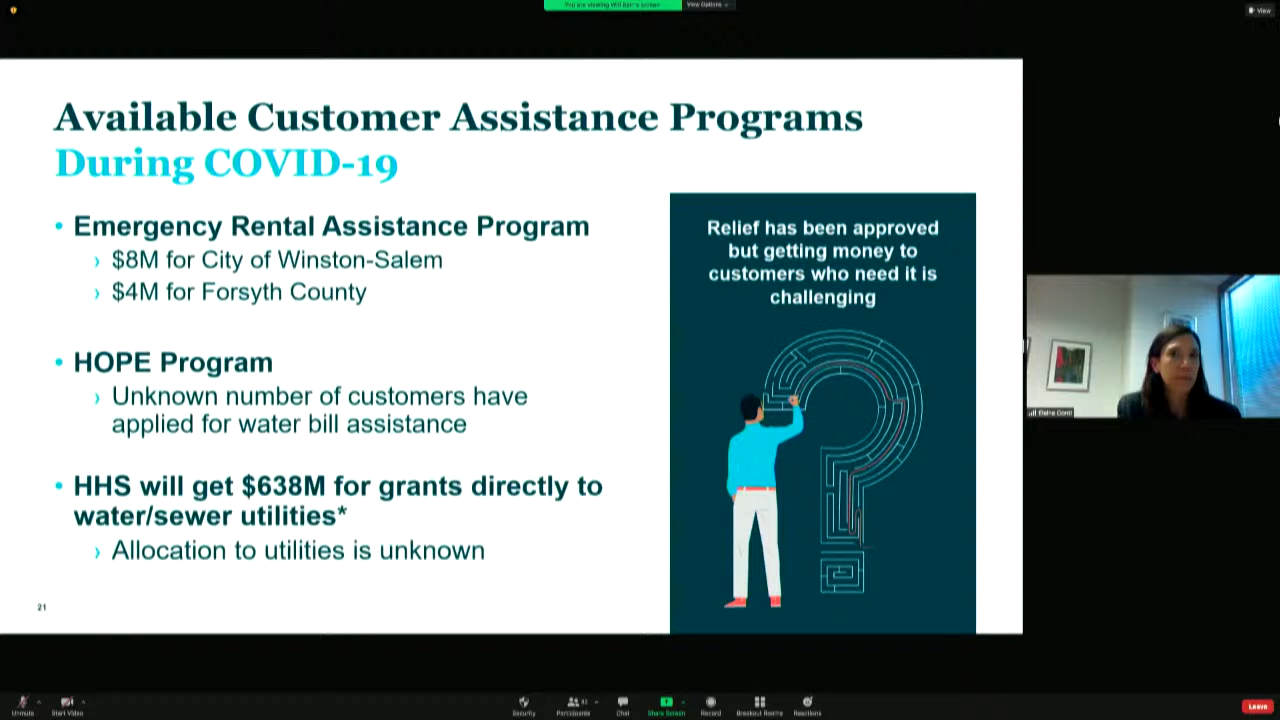 You are viewing Will Barr's screen
View Options
View
Available Customer Assistance Programs
During COVID-19
• Emergency Rental Assistance Program
› $8M for City of Winston-Salem
› $4M for Forsyth County
• HOPE Program
› Unknown number of customers have
applied for water bill assistance
• HHS will get $638M for grants directly to
water/sewer utilities*
› Allocation to utilities is unknown
21
Relief has been approved
but getting money to
customers who need it is
challenging
Elaine Conti
Unmute
Start Video
Security
Participants
Chat
Share Screen
Record
Breakout Rooms
Reactions
Leave